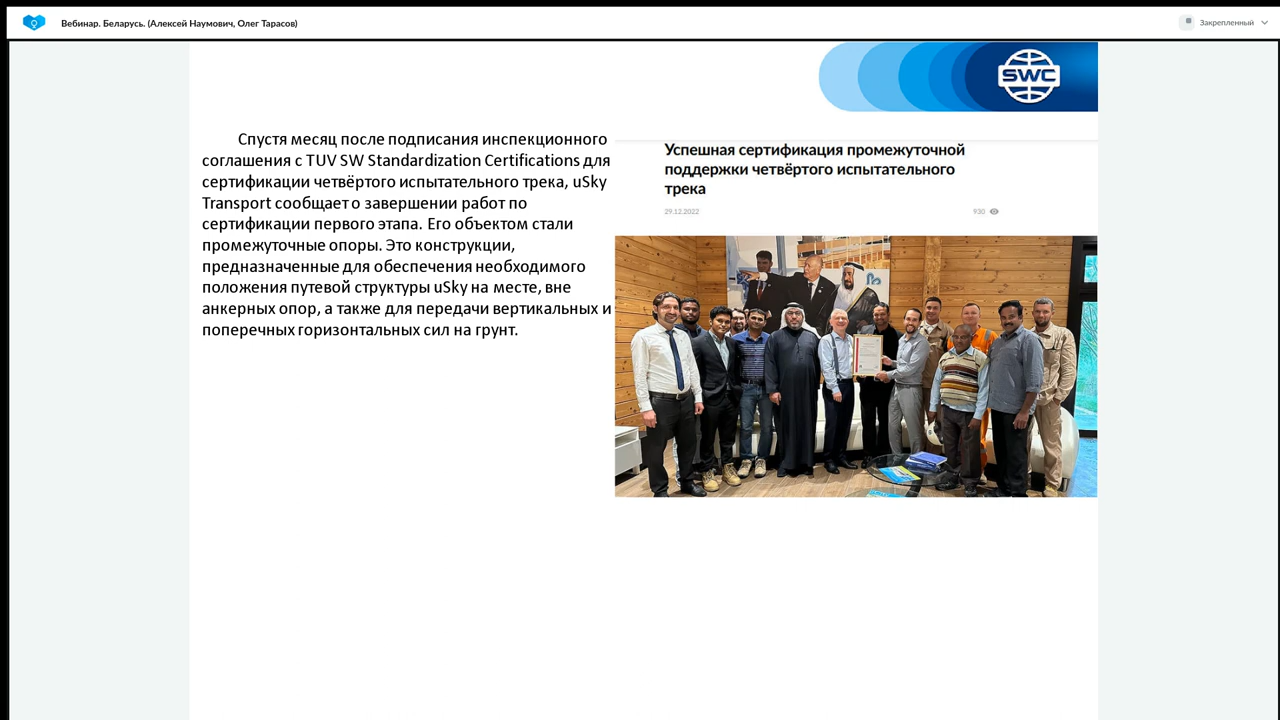 Вебинар. Беларусь. (Алексей Наумович, Олег Тарасов)
Закрепленный
SWC
Спустя месяц после подписания инспекционного
соглашения с TUV SW Standardization Certifications для
сертификации четвёртого испытательного трека, uSky
Transport сообщает о завершении работ по
сертификации первого этапа. Его объектом стали
промежуточные опоры. Это конструкции,
предназначенные для обеспечения необходимого
положения путевой структуры uSky на месте, вне
анкерных опор, а также для передачи вертикальных и
поперечных горизонтальных сил на грунт.
Успешная сертификация промежуточной
поддержки четвёртого испытательного
трека
29.12.2022
930